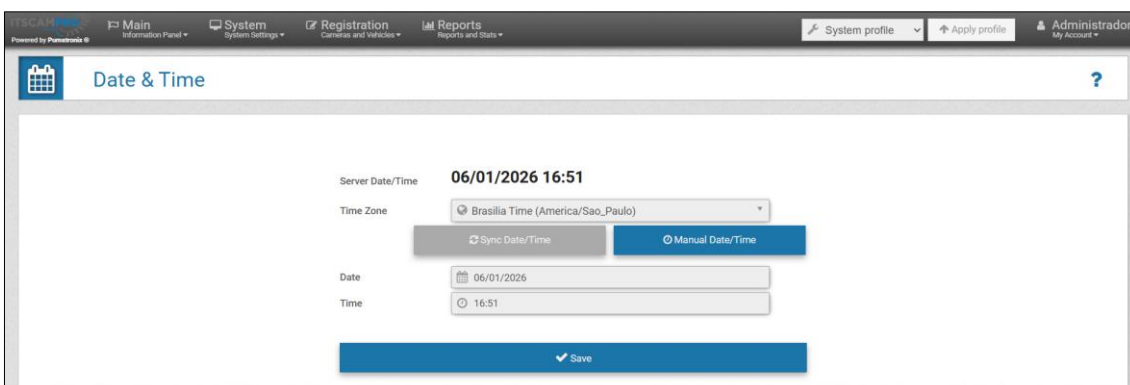 ITSCAMPRO
Powered by Pumatronix ®
Main
Information Panel
System
System Settings
Registration
Cameras and Vehicles
Reports
Reports and Stats
System profile
Apply profile
Administrador
My Account
Date & Time
?
Server Date/Time 06/01/2026 16:51
Time Zone Brasilia Time (America/Sao_Paulo)
Sync Date/Time Manual Date/Time
Date 06/01/2026
Time 16:51
Save